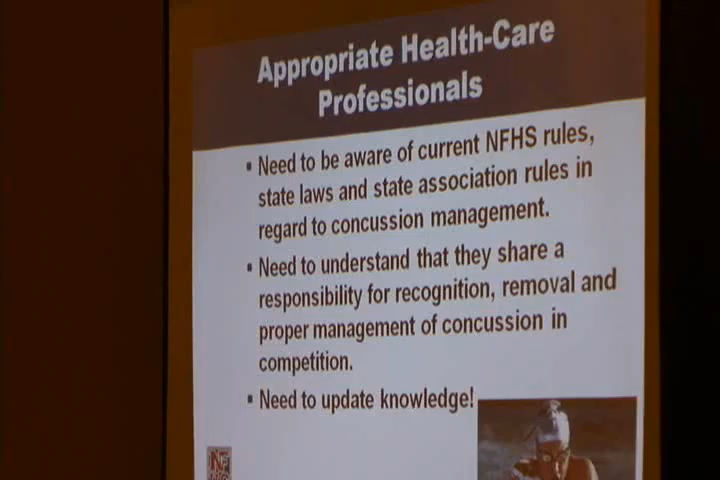 Appropriate Health-Care
Professionals
▪ Need to be aware of current NFHS rules,
state laws and state association rules in
regard to concussion management.
▪ Need to understand that they share a
responsibility for recognition, removal and
proper management of concussion in
competition.
▪ Need to update knowledge!
NF